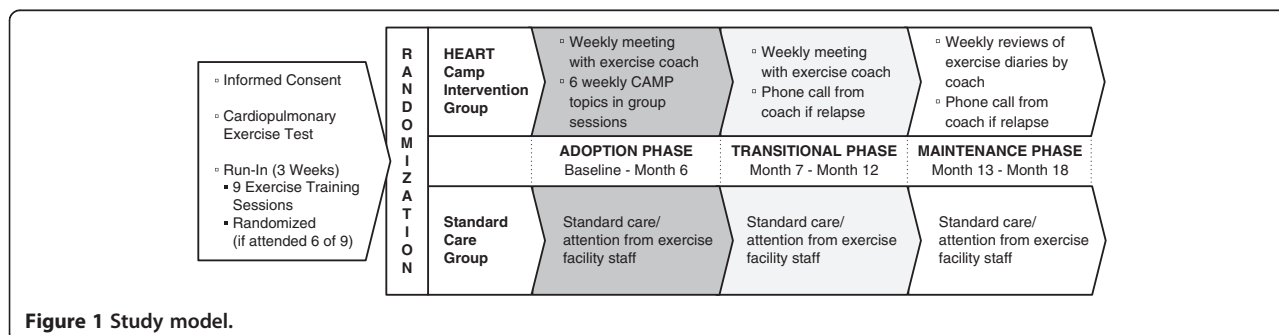 ▫ Informed Consent
▫ Cardiopulmonary
Exercise Test
▫ Run-In (3 Weeks)
▪ 9 Exercise Training
Sessions
▪ Randomized
(if attended 6 of 9)
RANDOMIZATION
HEART
Camp
Intervention
Group
▫ Weekly meeting
with exercise coach
▫ 6 weekly CAMP
topics in group
sessions
▫ Weekly meeting
with exercise coach
▫ Phone call from
coach if relapse
▫ Weekly reviews of
exercise diaries by
coach
▫ Phone call from
coach if relapse
ADOPTION PHASE
Baseline - Month 6
TRANSITIONAL PHASE
Month 7 - Month 12
MAINTENANCE PHASE
Month 13 - Month 18
Standard
Care
Group
Standard care/
attention from exercise
facility staff
Standard care/
attention from exercise
facility staff
Standard care/
attention from exercise
facility staff
Figure 1 Study model.